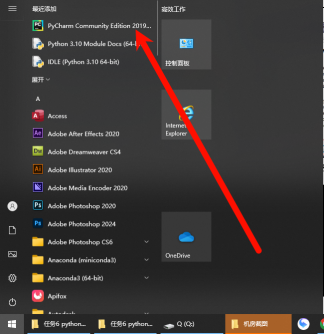 最近添加
PyCharm Community Edition 2019...
Python 3.10 Module Docs (64-b
IDLE (Python 3.10 64-bit)
展开
A
Access
Adobe After Effects 2020
Adobe Dreamweaver CS4
Adobe Illustrator 2020
Adobe Media Encoder 2020
Adobe Photoshop 2020
Adobe Photoshop 2024
Adobe Photoshop CS6
Anaconda (miniconda3)
Anaconda3 (64-bit)
Apifox
Autodesk
高效工作
控制面板
Internet
Explorer
OneDrive
任务6 python...
任务6 python...
Q (Q:)
机房截图